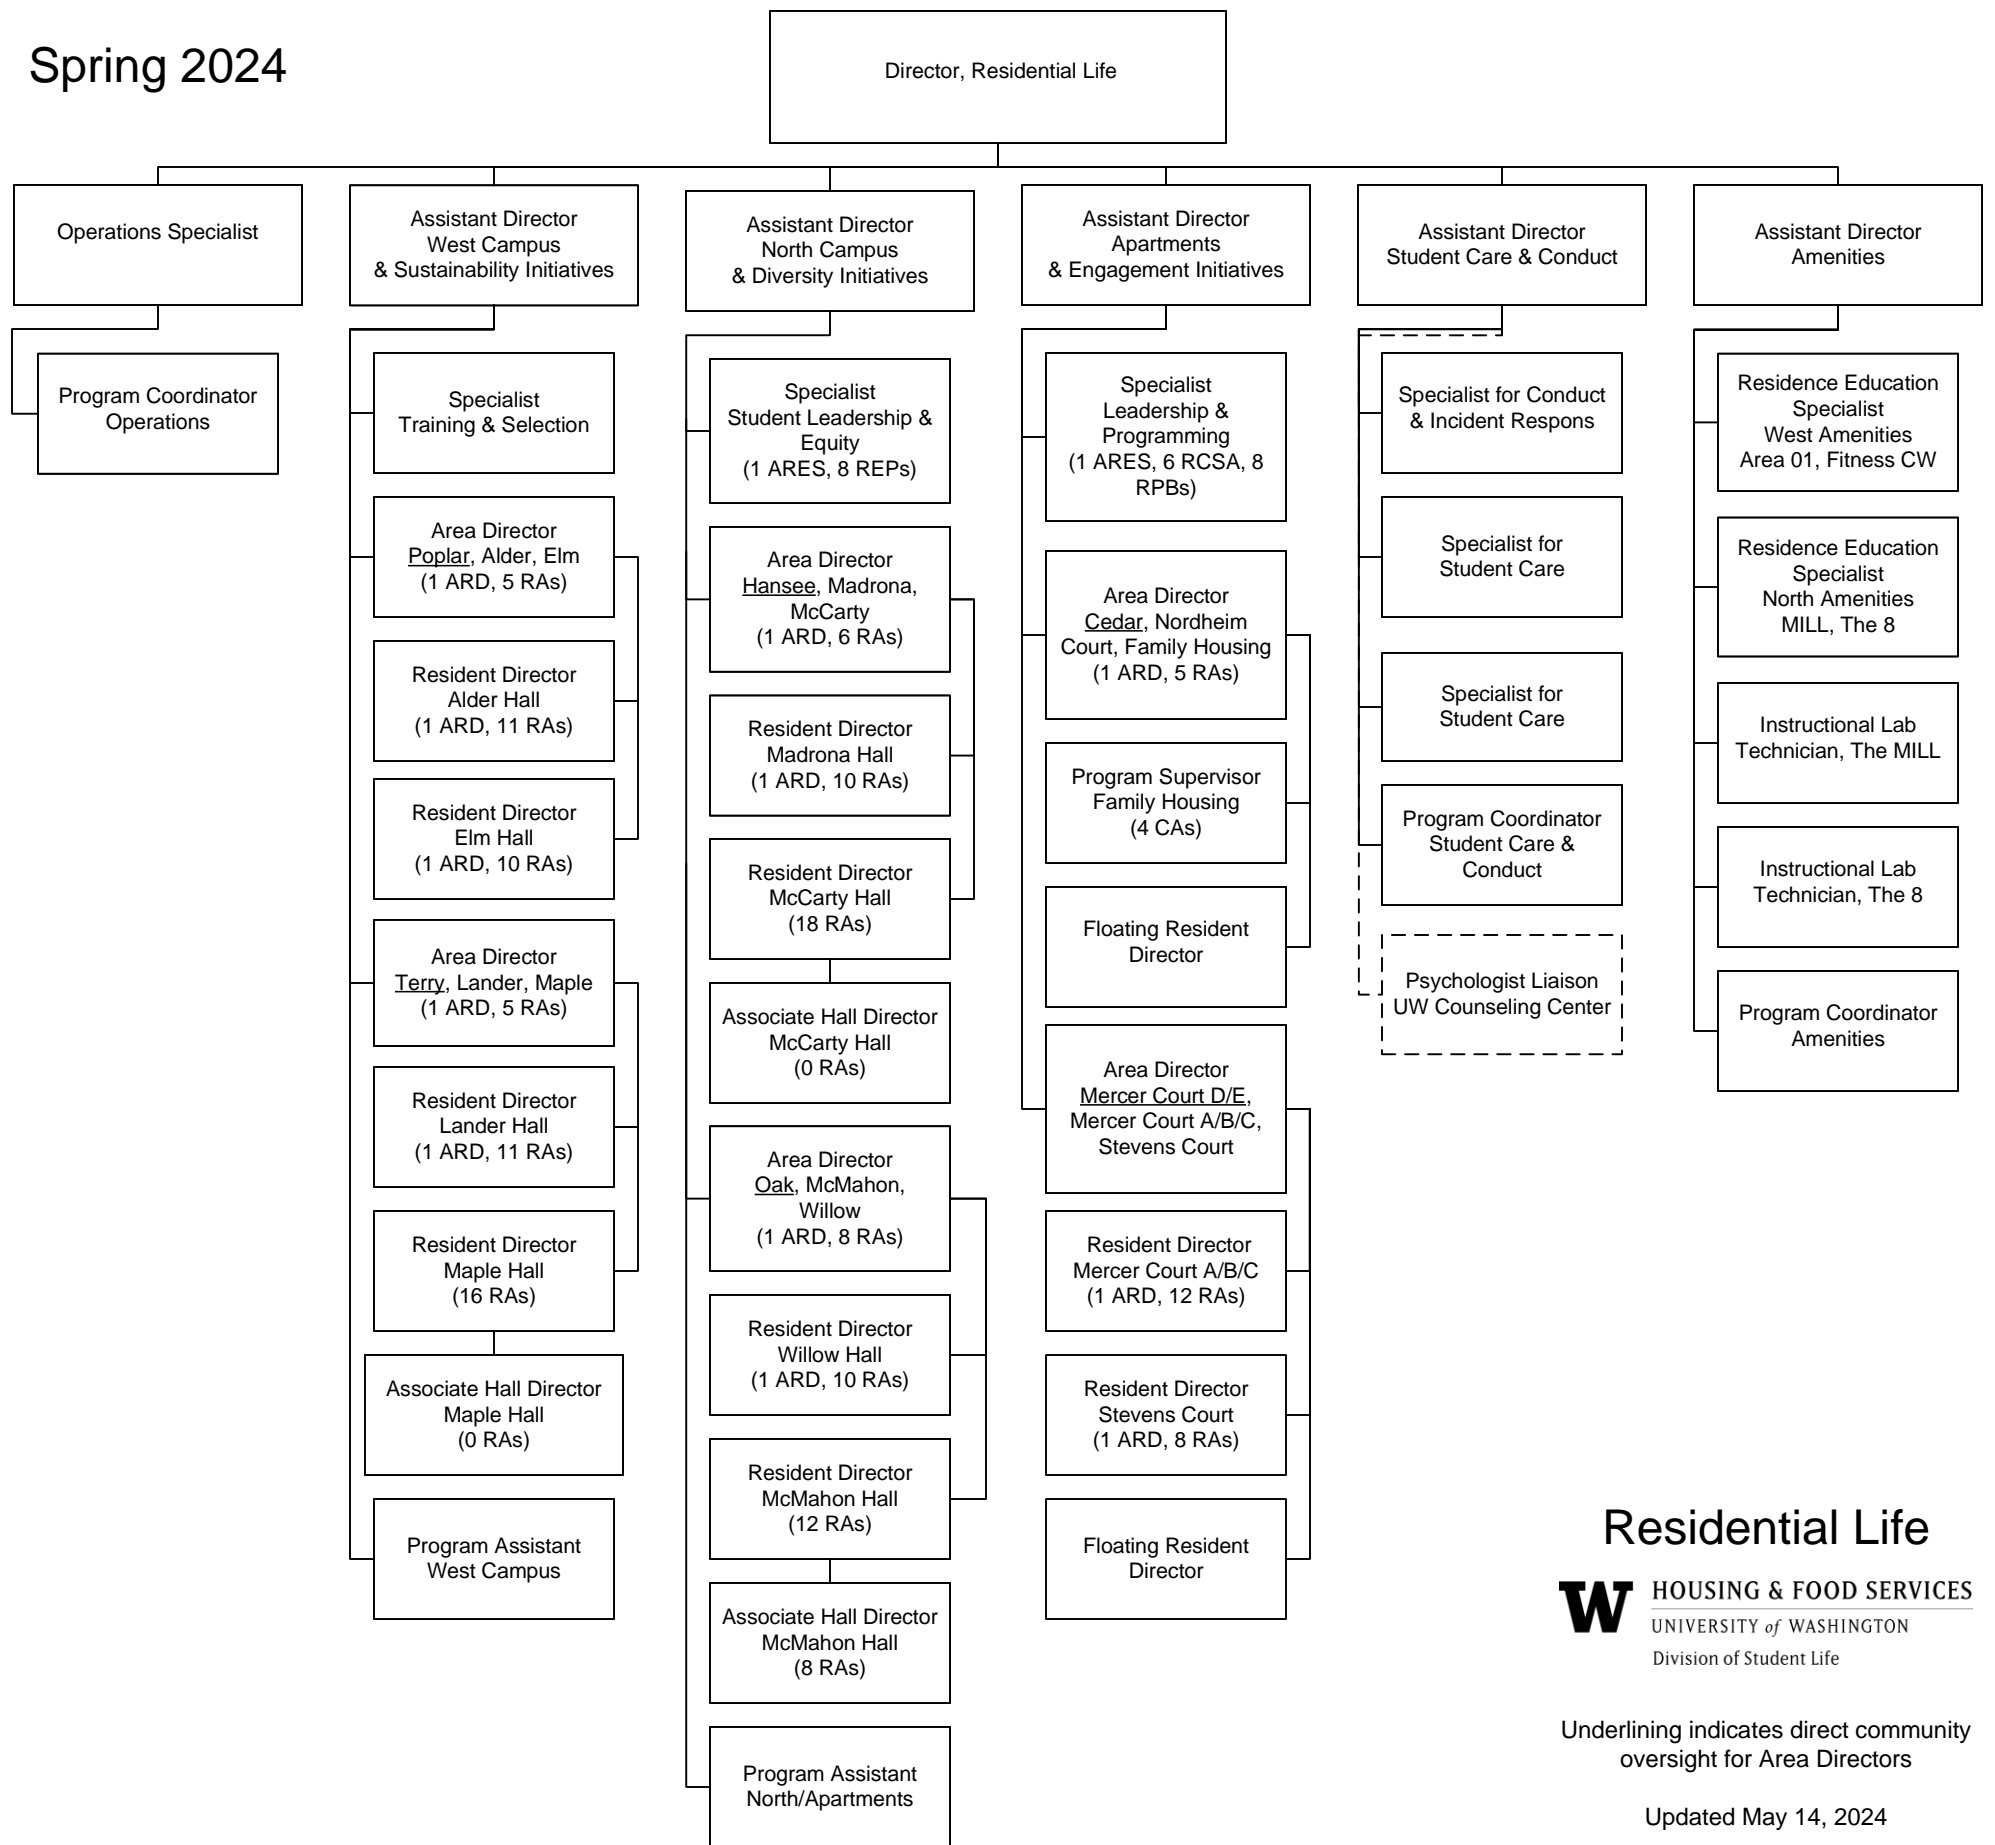 Spring 2024
Director, Residential Life
Operations Specialist
Program Coordinator
Operations
Assistant Director
West Campus
& Sustainability Initiatives
Specialist
Training & Selection
Area Director
Poplar, Alder, Elm
(1 ARD, 5 RAs)
Resident Director
Alder Hall
(1 ARD, 11 RAs)
Resident Director
Elm Hall
(1 ARD, 10 RAs)
Area Director
Terry, Lander, Maple
(1 ARD, 5 RAs)
Resident Director
Lander Hall
(1 ARD, 11 RAs)
Resident Director
Maple Hall
(16 RAs)
Associate Hall Director
Maple Hall
(0 RAs)
Program Assistant
West Campus
Assistant Director
North Campus
& Diversity Initiatives
Specialist
Student Leadership &
Equity
(1 ARES, 8 REPs)
Area Director
Hansee, Madrona,
McCarty
(1 ARD, 6 RAs)
Resident Director
Madrona Hall
(1 ARD, 10 RAs)
Resident Director
McCarty Hall
(18 RAs)
Associate Hall Director
McCarty Hall
(0 RAs)
Area Director
Oak, McMahon,
Willow
(1 ARD, 8 RAs)
Resident Director
Willow Hall
(1 ARD, 10 RAs)
Resident Director
McMahon Hall
(12 RAs)
Associate Hall Director
McMahon Hall
(8 RAs)
Program Assistant
North/Apartments
Assistant Director
Apartments
& Engagement Initiatives
Specialist
Leadership &
Programming
(1 ARES, 6 RCSA, 8
RPBs)
Area Director
Cedar, Nordheim
Court, Family Housing
(1 ARD, 5 RAs)
Program Supervisor
Family Housing
(4 CAs)
Floating Resident
Director
Area Director
Mercer Court D/E,
Mercer Court A/B/C,
Stevens Court
Resident Director
Mercer Court A/B/C
(1 ARD, 12 RAs)
Resident Director
Stevens Court
(1 ARD, 8 RAs)
Floating Resident
Director
Assistant Director
Student Care & Conduct
Specialist for Conduct
& Incident Respons
Specialist for
Student Care
Specialist for
Student Care
Program Coordinator
Student Care &
Conduct
Psychologist Liaison
UW Counseling Center
Assistant Director
Amenities
Residence Education
Specialist
West Amenities
Area 01, Fitness CW
Residence Education
Specialist
North Amenities
MILL, The 8
Instructional Lab
Technician, The MILL
Instructional Lab
Technician, The 8
Program Coordinator
Amenities
Residential Life
W
HOUSING & FOOD SERVICES
UNIVERSITY of WASHINGTON
Division of Student Life
Underlining indicates direct community
oversight for Area Directors
Updated May 14, 2024